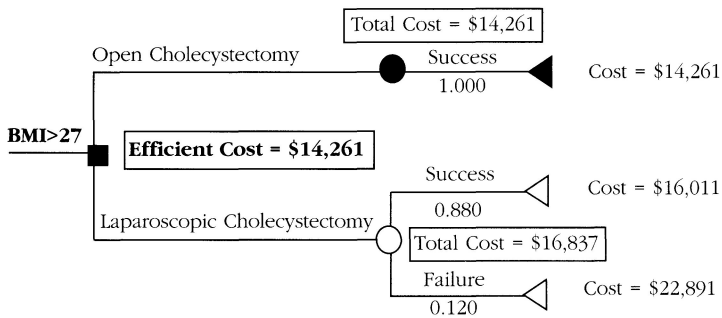 Total Cost = $14,261
Open Cholecystectomy
Success
1.000
Cost = $14,261
BMI>27
Efficient Cost = $14,261
Success
0.880
Cost = $16,011
Laparoscopic Cholecystectomy
Total Cost = $16,837
Failure
0.120
Cost = $22,891